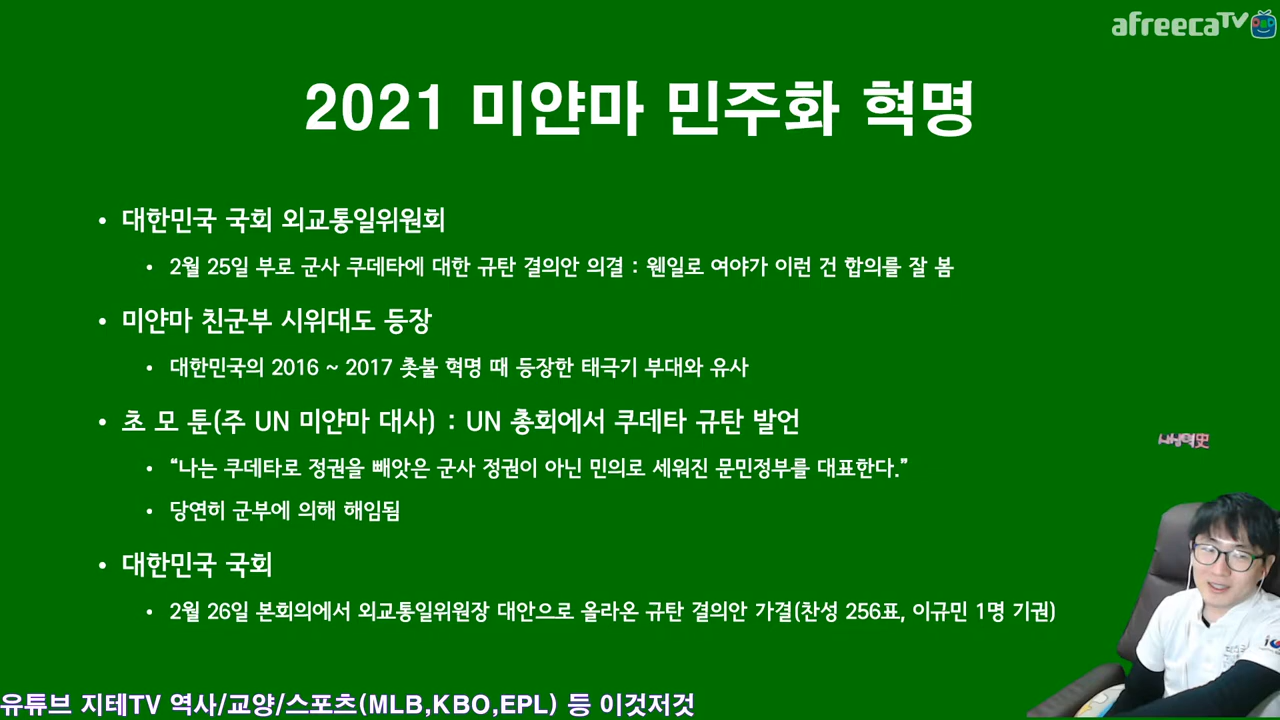 afreecaTV
2021 미얀마 민주화 혁명
• 대한민국 국회 외교통일위원회
• 2월 25일 부로 군사 쿠데타에 대한 규탄 결의안 의결 : 웬일로 여야가 이런 건 합의를 잘 봄
• 미얀마 친군부 시위대도 등장
• 대한민국의 2016 ~ 2017 촛불 혁명 때 등장한 태극기 부대와 유사
• 초 모 툰(주 UN 미얀마 대사) : UN 총회에서 쿠데타 규탄 발언
• “나는 쿠데타로 정권을 빼앗은 군사 정권이 아닌 민의로 세워진 문민정부를 대표한다.”
• 당연히 군부에 의해 해임됨
• 대한민국 국회
• 2월 26일 본회의에서 외교통일위원장 대안으로 올라온 규탄 결의안 가결(찬성 256표, 이규민 1명 기권)
유튜브 지테TV 역사/교양/스포츠(MLB,KBO,EPL) 등 이것저것